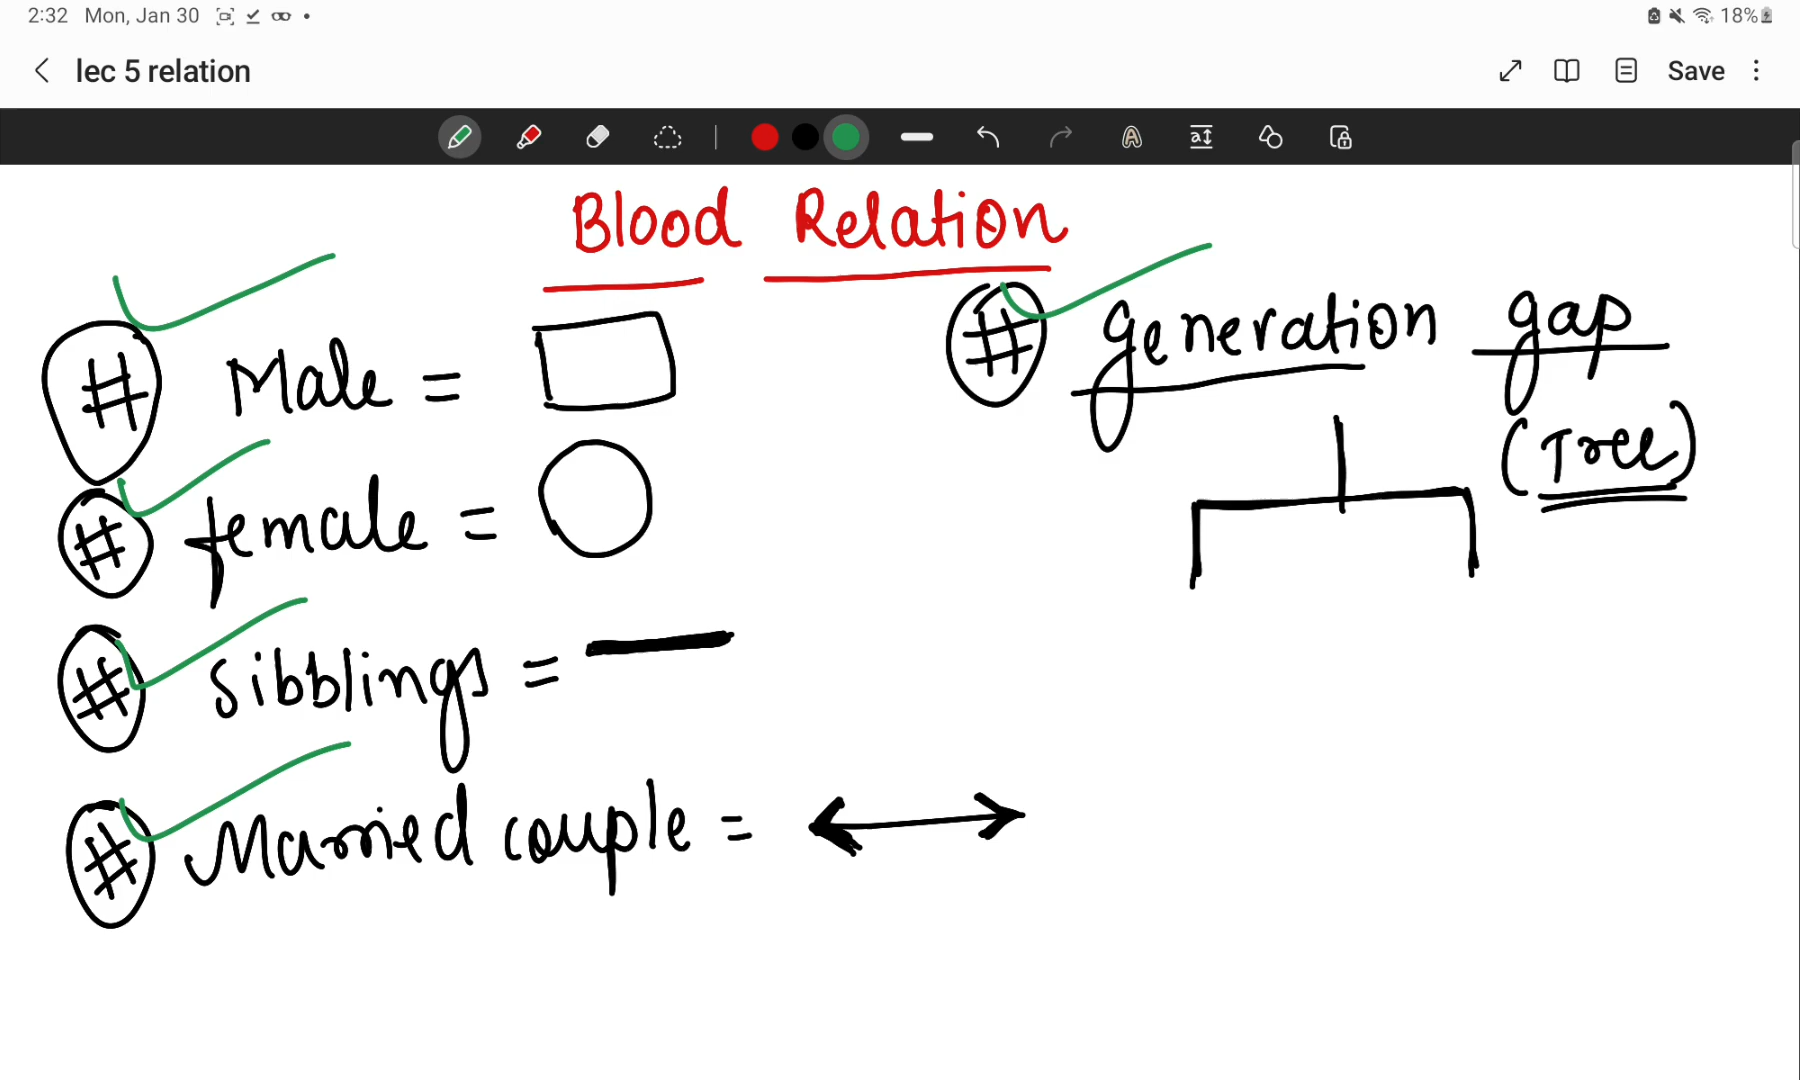 2:32 Mon, Jan 30
18%
lec 5 relation
Save
Blood Relation
# Male =
# female =
# Sibblings =
# Married couple =
# generation gap
(Tree)